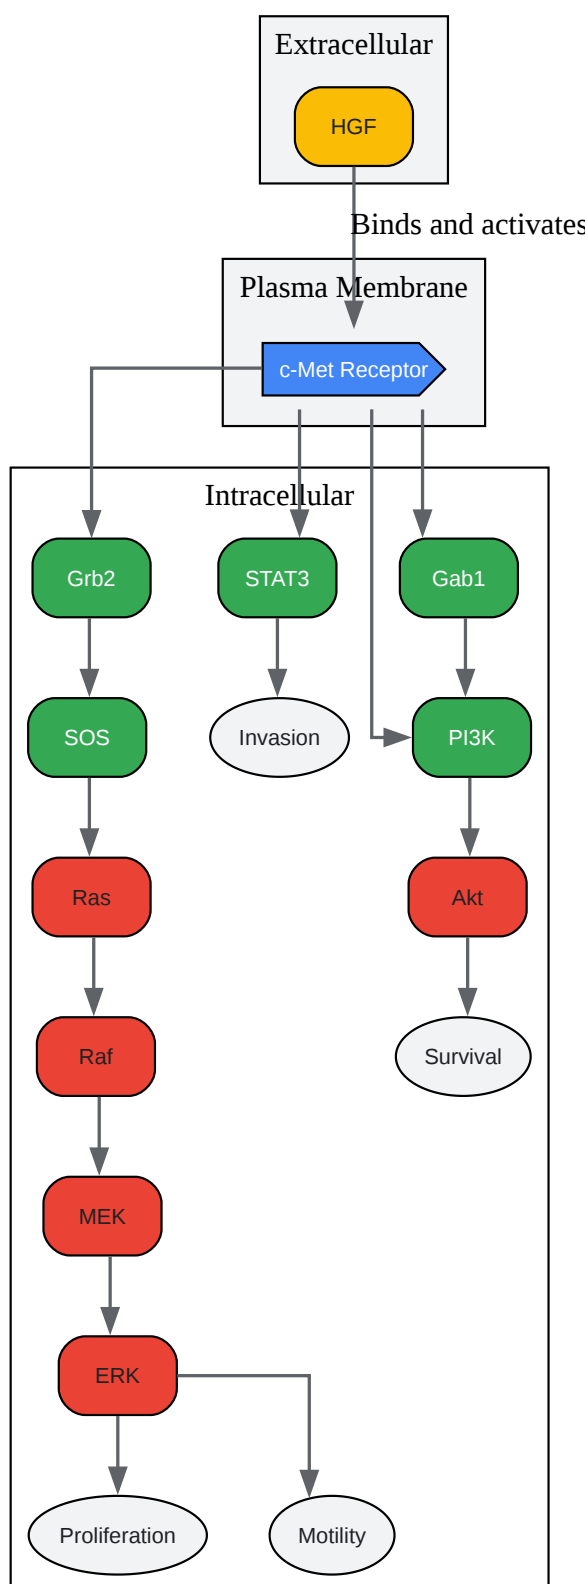 Extracellular
HGF
Binds and activates
Plasma Membrane
c-Met Receptor
Intracellular
Grb2
STAT3
Gab1
SOS
Invasion
PI3K
Ras
Akt
Raf
Survival
MEK
ERK
Proliferation
Motility